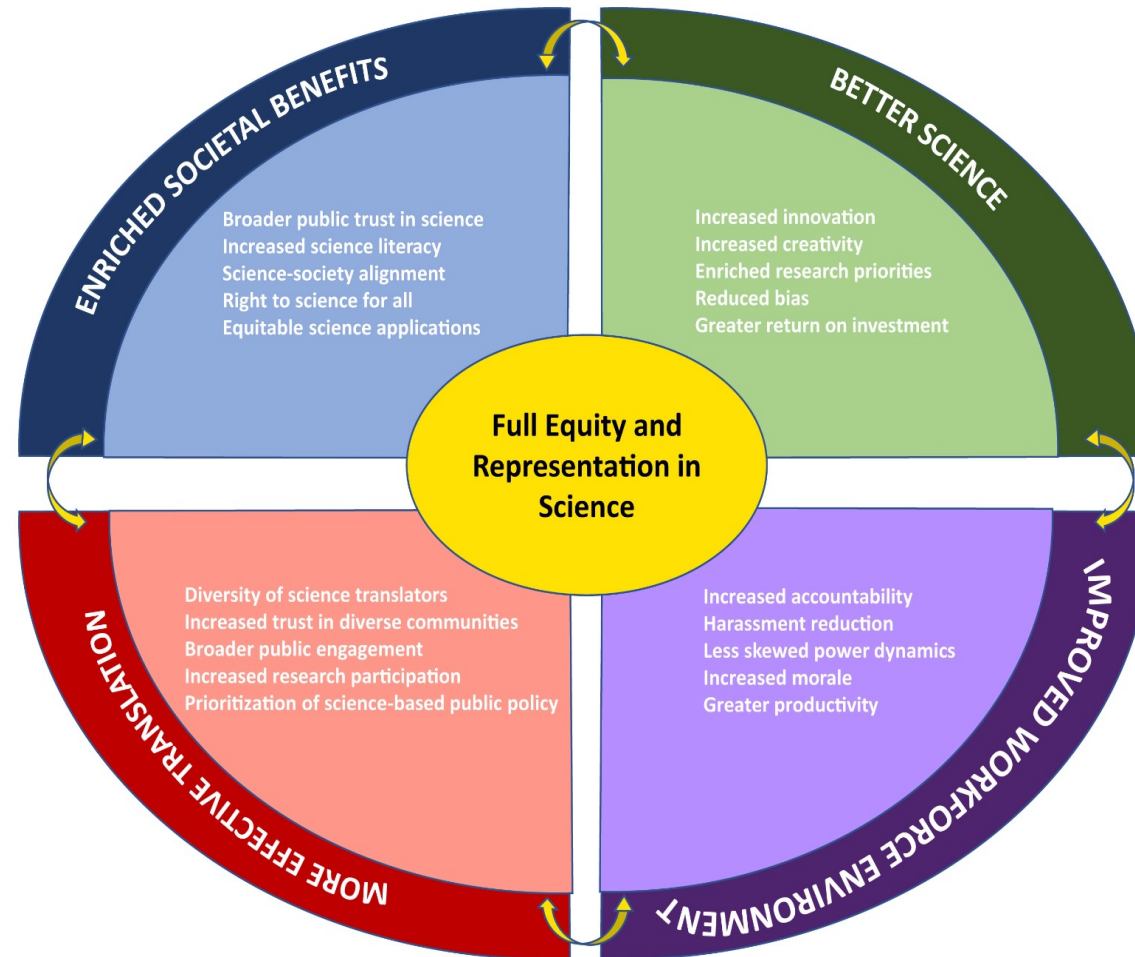 ENRICHED SOCIETAL BENEFITS
Broader public trust in science
Increased science literacy
Science-society alignment
Right to science for all
Equitable science applications
BETTER SCIENCE
Increased innovation
Increased creativity
Enriched research priorities
Reduced bias
Greater return on investment
Full Equity and
Representation in
Science
MORE EFFECTIVE TRANSLATION
Diversity of science translators
Increased trust in diverse communities
Broader public engagement
Increased research participation
Prioritization of science-based public policy
IMPROVED WORKFORCE ENVIRONMENT
Increased accountability
Harassment reduction
Less skewed power dynamics
Increased morale
Greater productivity